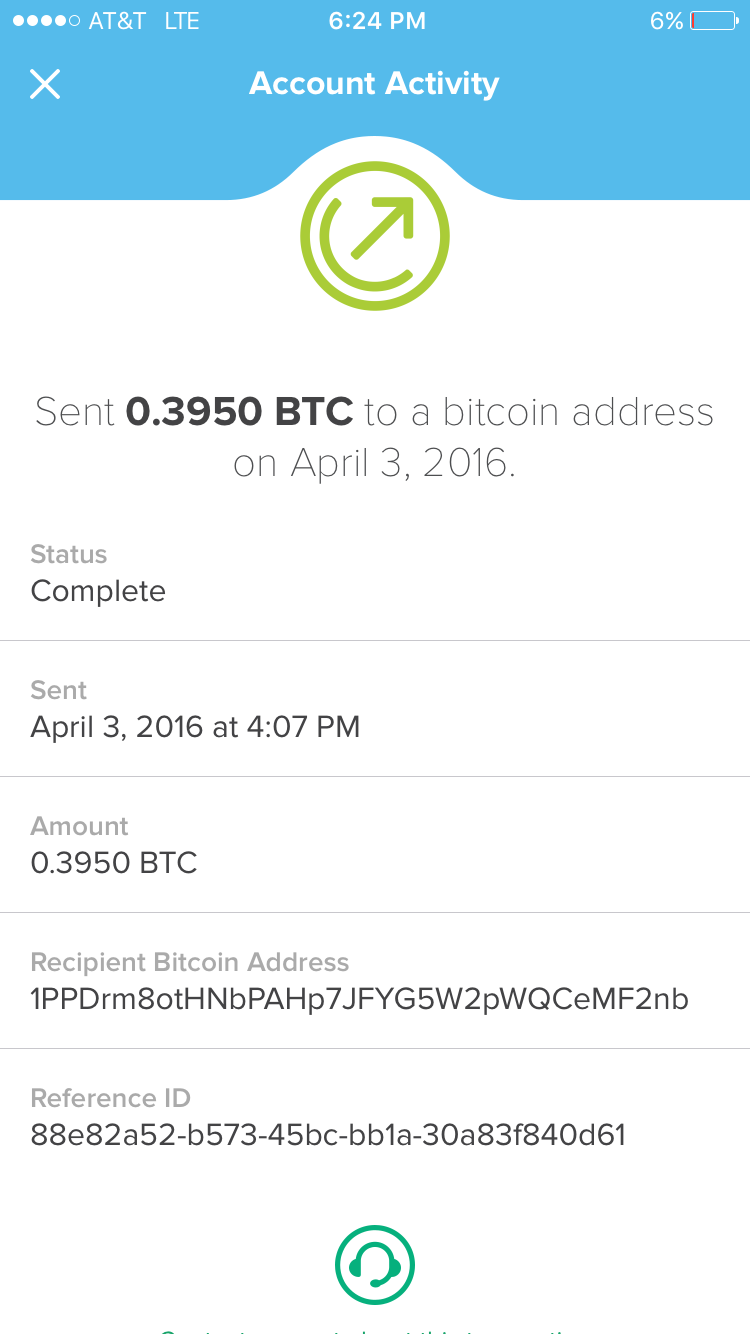 AT&T LTE 6:24 PM 6%
Account Activity
Sent 0.3950 BTC to a bitcoin address
on April 3, 2016.
Status
Complete
Sent
April 3, 2016 at 4:07 PM
Amount
0.3950 BTC
Recipient Bitcoin Address
1PPDrm8otHNbPAHp7JFYG5W2pWQCeMF2nb
Reference ID
88e82a52-b573-45bc-bb1a-30a83f840d61